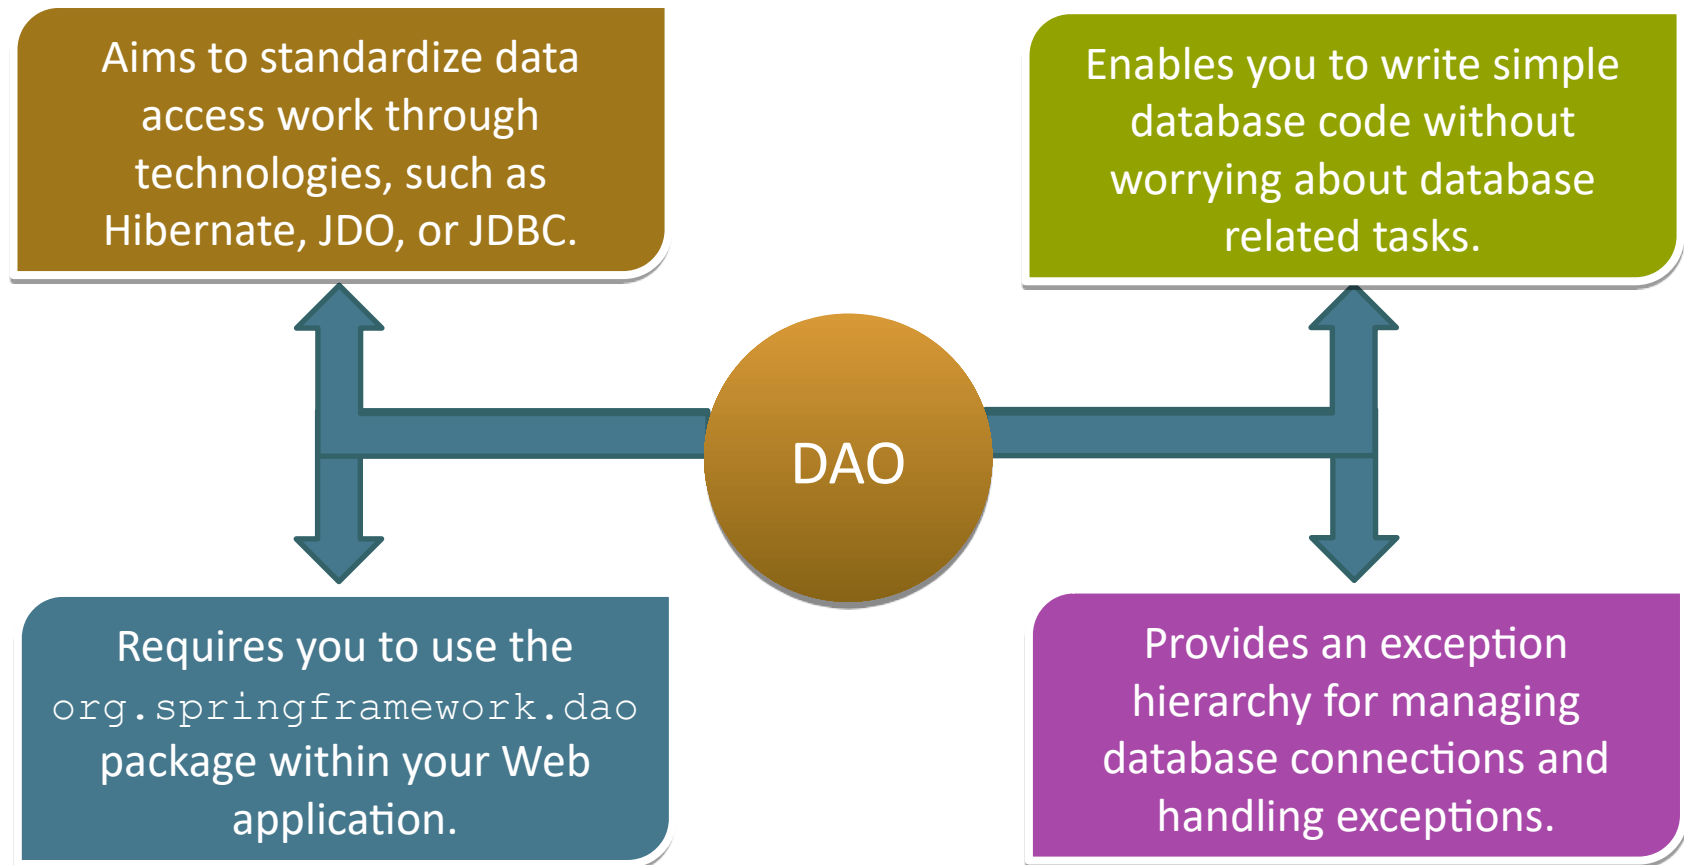 Aims to standardize data
access work through
technologies, such as
Hibernate, JDO, or JDBC.
Enables you to write simple
database code without
worrying about database
related tasks.
DAO
Requires you to use the
org.springframework.dao
package within your Web
application.
Provides an exception
hierarchy for managing
database connections and
handling exceptions.